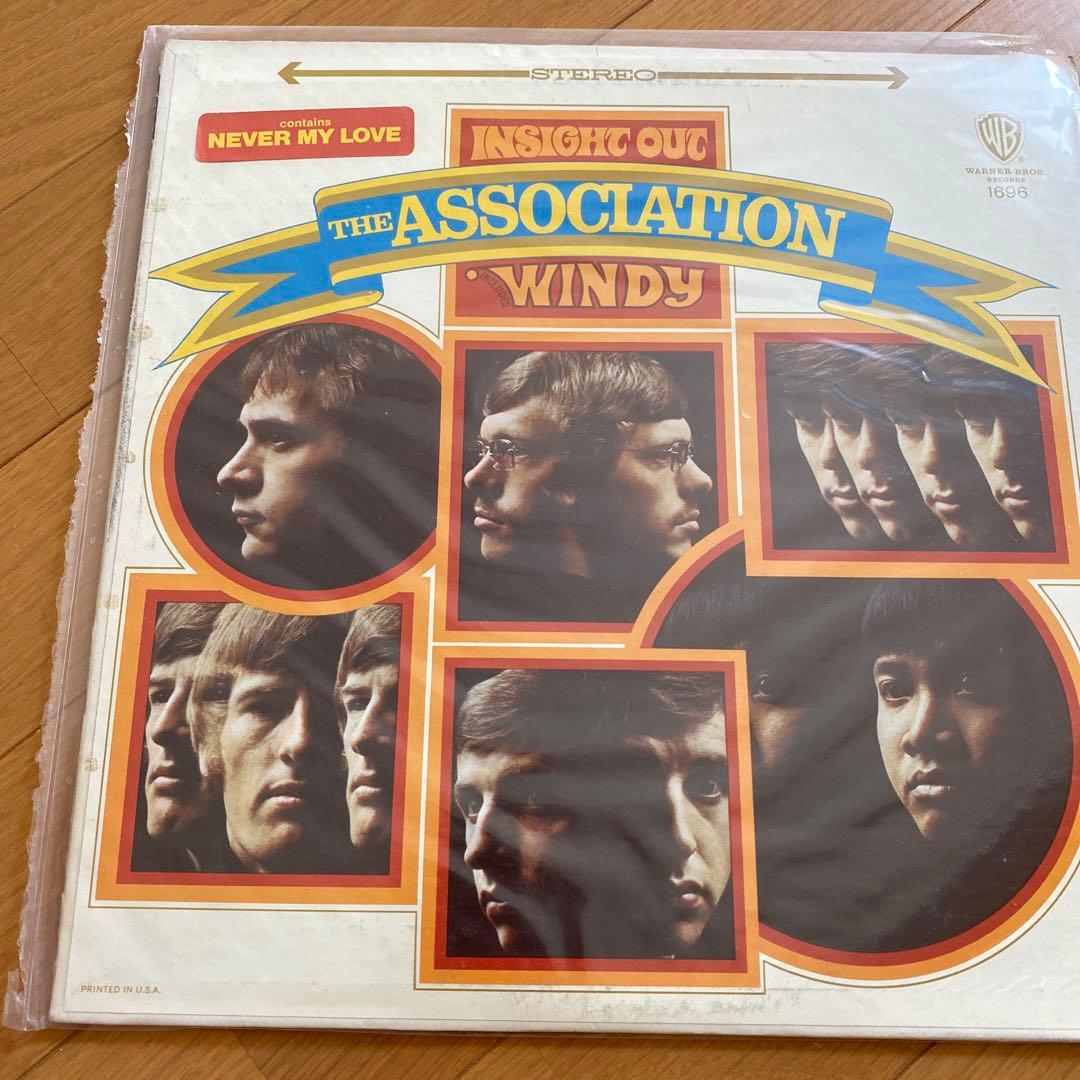 STEREO
contains
NEVER MY LOVE
INSIGHT OUT
WB
WARNER BROS.
RECORDS
1696
THE ASSOCIATION
INCLUDES WINDY
PRINTED IN U.S.A.